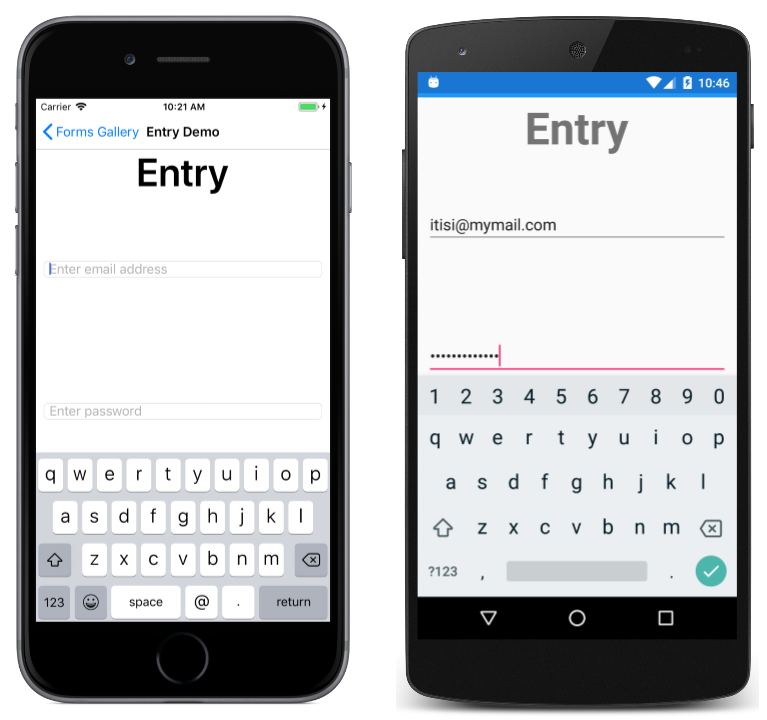 Carrier 10:21 AM
Forms Gallery Entry Demo
Entry
Enter email address
Enter password
q w e r t y u i o p
a s d f g h j k l
z x c v b n m
123 space @ . return
10:46
Entry
itisi@mymail.com
•••••••••••••
1 2 3 4 5 6 7 8 9 0
q w e r t y u i o p
a s d f g h j k l
z x c v b n m
?123 , .